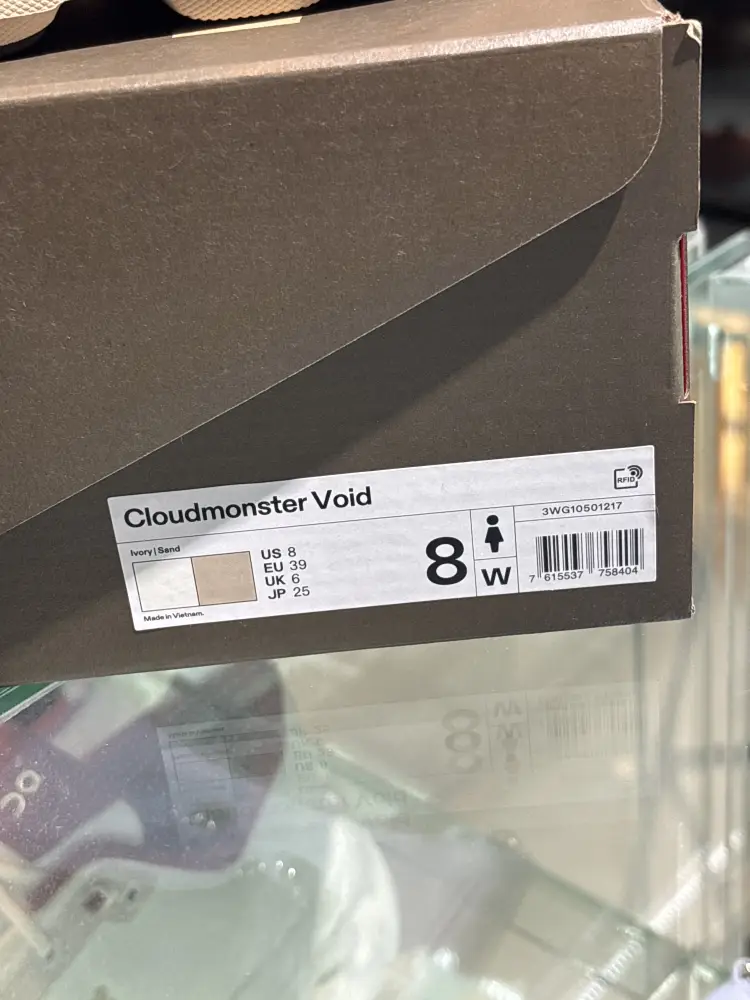 Cloudmonster Void
RFID
Ivory | Sand
US 8
EU 39
UK 6
JP 25
Made in Vietnam.
8
W
3WG10501217
7 615537 758404